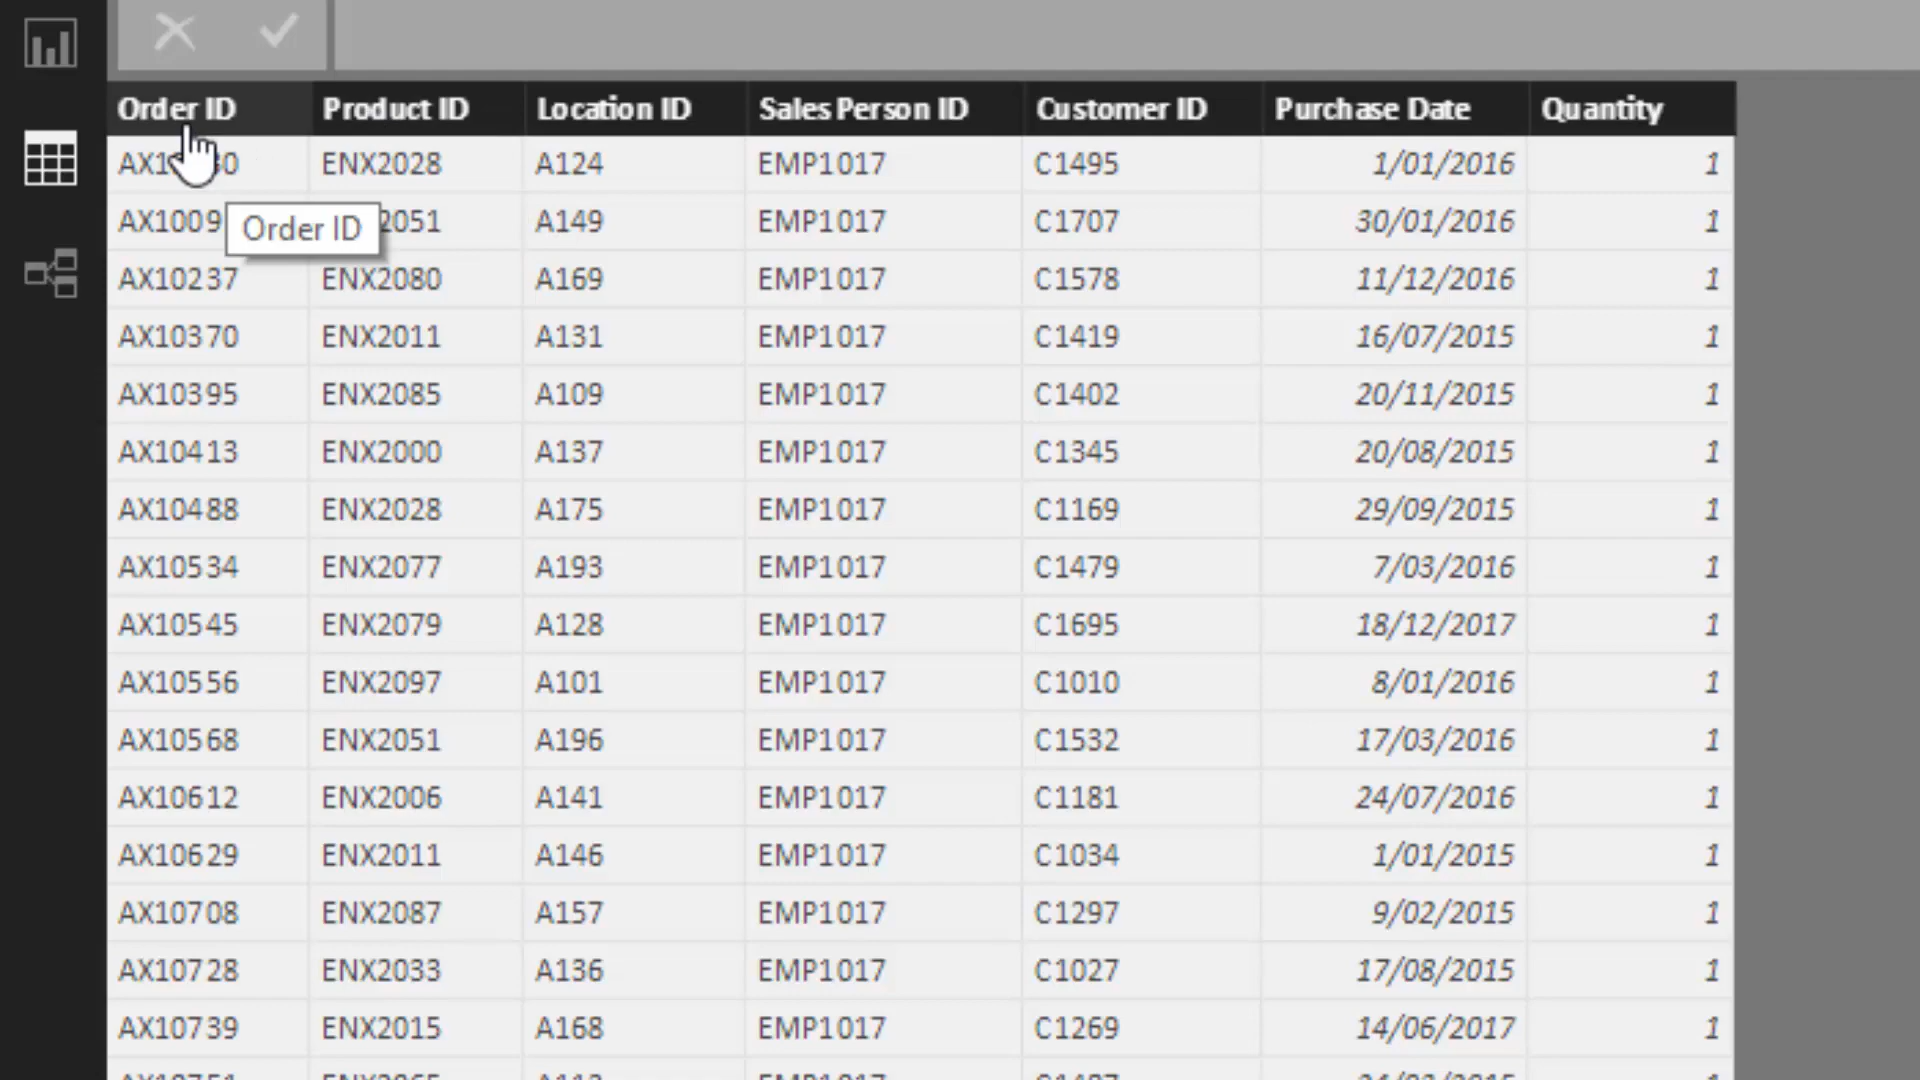 Order ID Product ID Location ID Sales Person ID Customer ID Purchase Date Quantity
ENX2028 A124 EMP1017 C1495 1/01/2016 1
A149 EMP1017 C1707 30/01/2016 1
Order ID
AX10237 ENX2080 A169 EMP1017 C1578 11/12/2016 1
AX10370 ENX2011 A131 EMP1017 C1419 16/07/2015 1
AX10395 ENX2085 A109 EMP1017 C1402 20/11/2015 1
AX10413 ENX2000 A137 EMP1017 C1345 20/08/2015 1
AX10488 ENX2028 A175 EMP1017 C1169 29/09/2015 1
AX10534 ENX2077 A193 EMP1017 C1479 7/03/2016 1
AX10545 ENX2079 A128 EMP1017 C1695 18/12/2017 1
AX10556 ENX2097 A101 EMP1017 C1010 8/01/2016 1
AX10568 ENX2051 A196 EMP1017 C1532 17/03/2016 1
AX10612 ENX2006 A141 EMP1017 C1181 24/07/2016 1
AX10629 ENX2011 A146 EMP1017 C1034 1/01/2015 1
AX10708 ENX2087 A157 EMP1017 C1297 9/02/2015 1
AX10728 ENX2033 A136 EMP1017 C1027 17/08/2015 1
AX10739 ENX2015 A168 EMP1017 C1269 14/06/2017 1